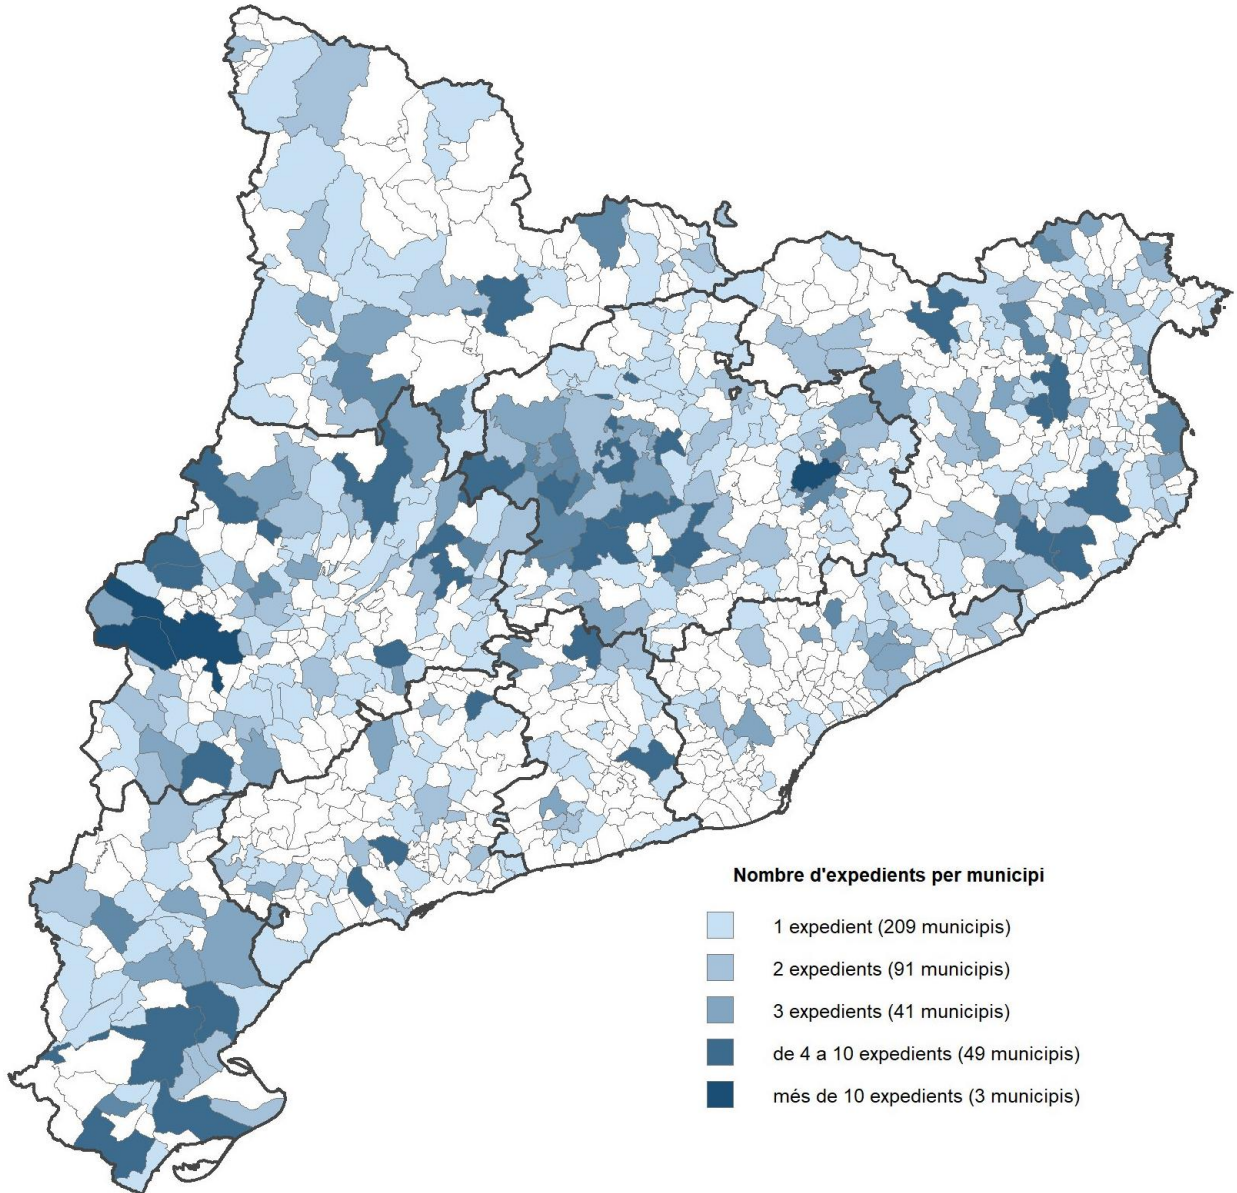 Nombre d'expedients per municipi
1 expedient (209 municipis)
2 expedients (91 municipis)
3 expedients (41 municipis)
de 4 a 10 expedients (49 municipis)
més de 10 expedients (3 municipis)